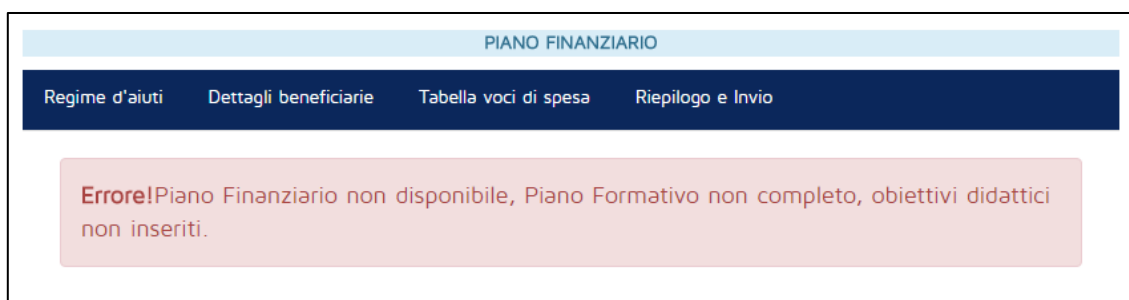 PIANO FINANZIARIO
Regime d'aiuti Dettagli beneficiarie Tabella voci di spesa Riepilogo e Invio
Errore!Piano Finanziario non disponibile, Piano Formativo non completo, obiettivi didattici
non inseriti.